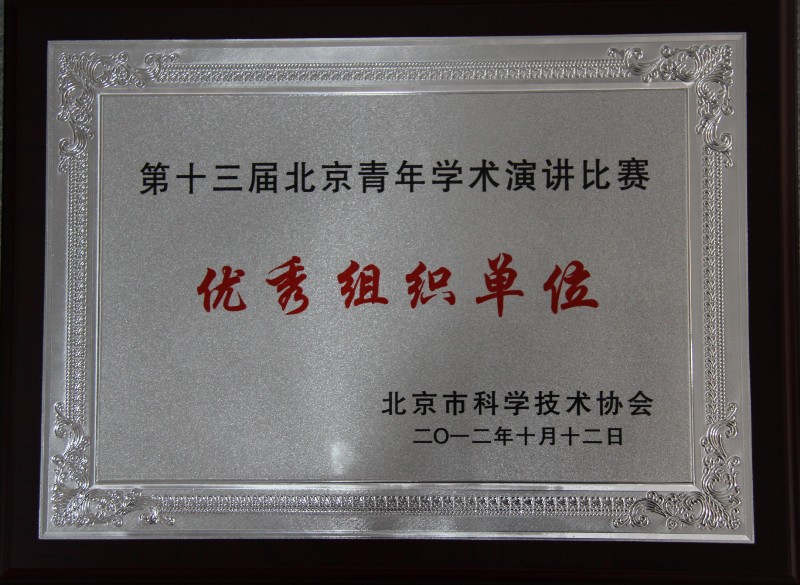 第十三届北京青年学术演讲比赛
优秀组织单位
北京市科学技术协会
二〇一二年十月十二日